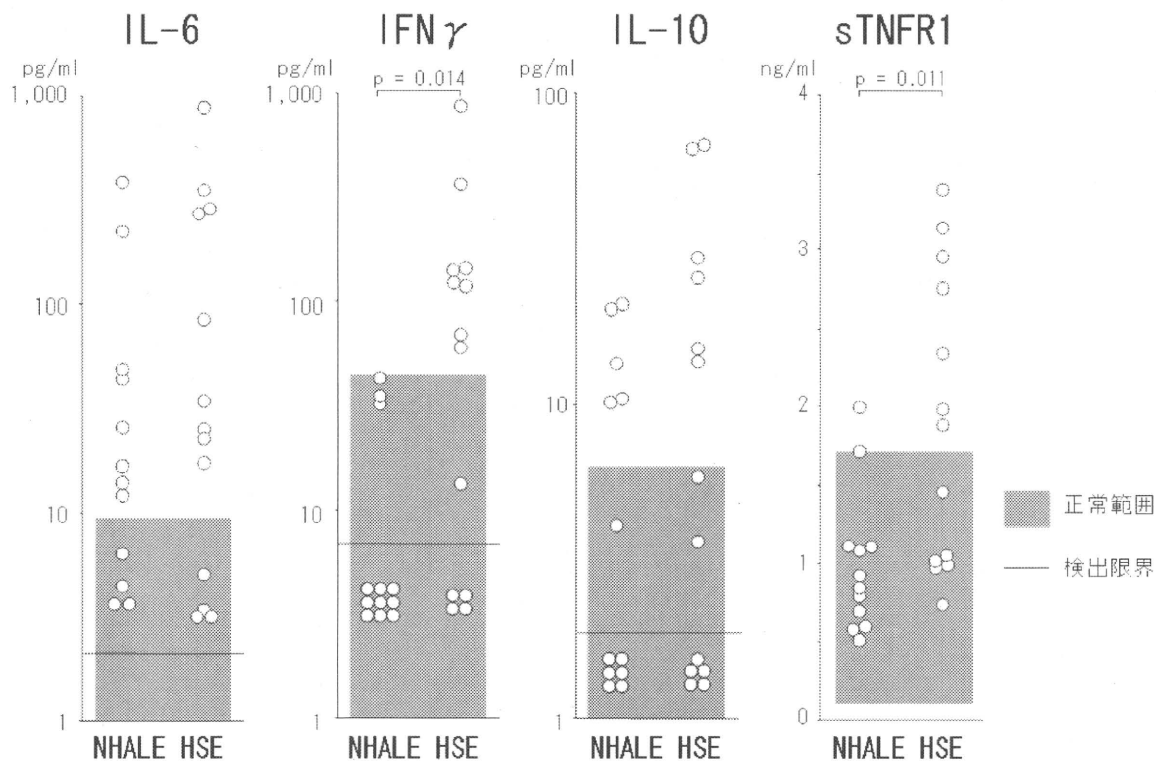 IL-6
pg/ml
1,000
100
10
1
NHALE HSE
IFNγ
pg/ml
p = 0.014
1,000
100
10
1
NHALE HSE
IL-10
pg/ml
100
10
1
NHALE HSE
sTNFR1
ng/ml
p = 0.011
4
3
2
1
0
NHALE HSE
正常範囲
検出限界